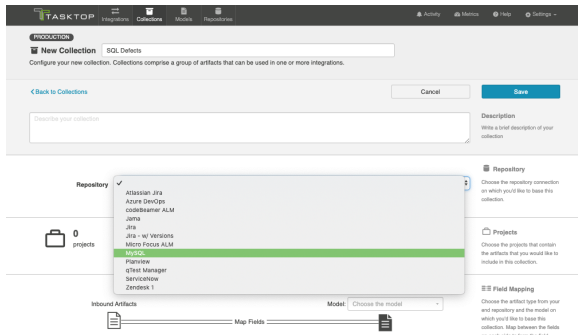 TASKTOP
Integrations
Collections
Models
Repositories
Activity
Metrics
Help
Settings
PRODUCTION
New Collection
SQL Defects
Configure your new collection. Collections comprise a group of artifacts that can be used in one or more integrations.
Back to Collections
Cancel
Save
Describe your collection
Description
Write a brief description of your
collection
Repository
Atlassian Jira
Azure DevOps
codeBeamer ALM
Jama
Jira
Jira - w/ Versions
Micro Focus ALM
MySQL
Planview
qTest Manager
ServiceNow
Zendesk 1
Repository
Choose the repository connection
on which you'd like to base this
collection.
0
projects
Projects
Choose the projects that contain
the artifacts that you would like to
include in this collection.
Inbound Artifacts
Map Fields
Model:
Choose the model
Field Mapping
Choose the artifact type from your
end repository and the model on
which you'd like to base this
collection. Map between the fields